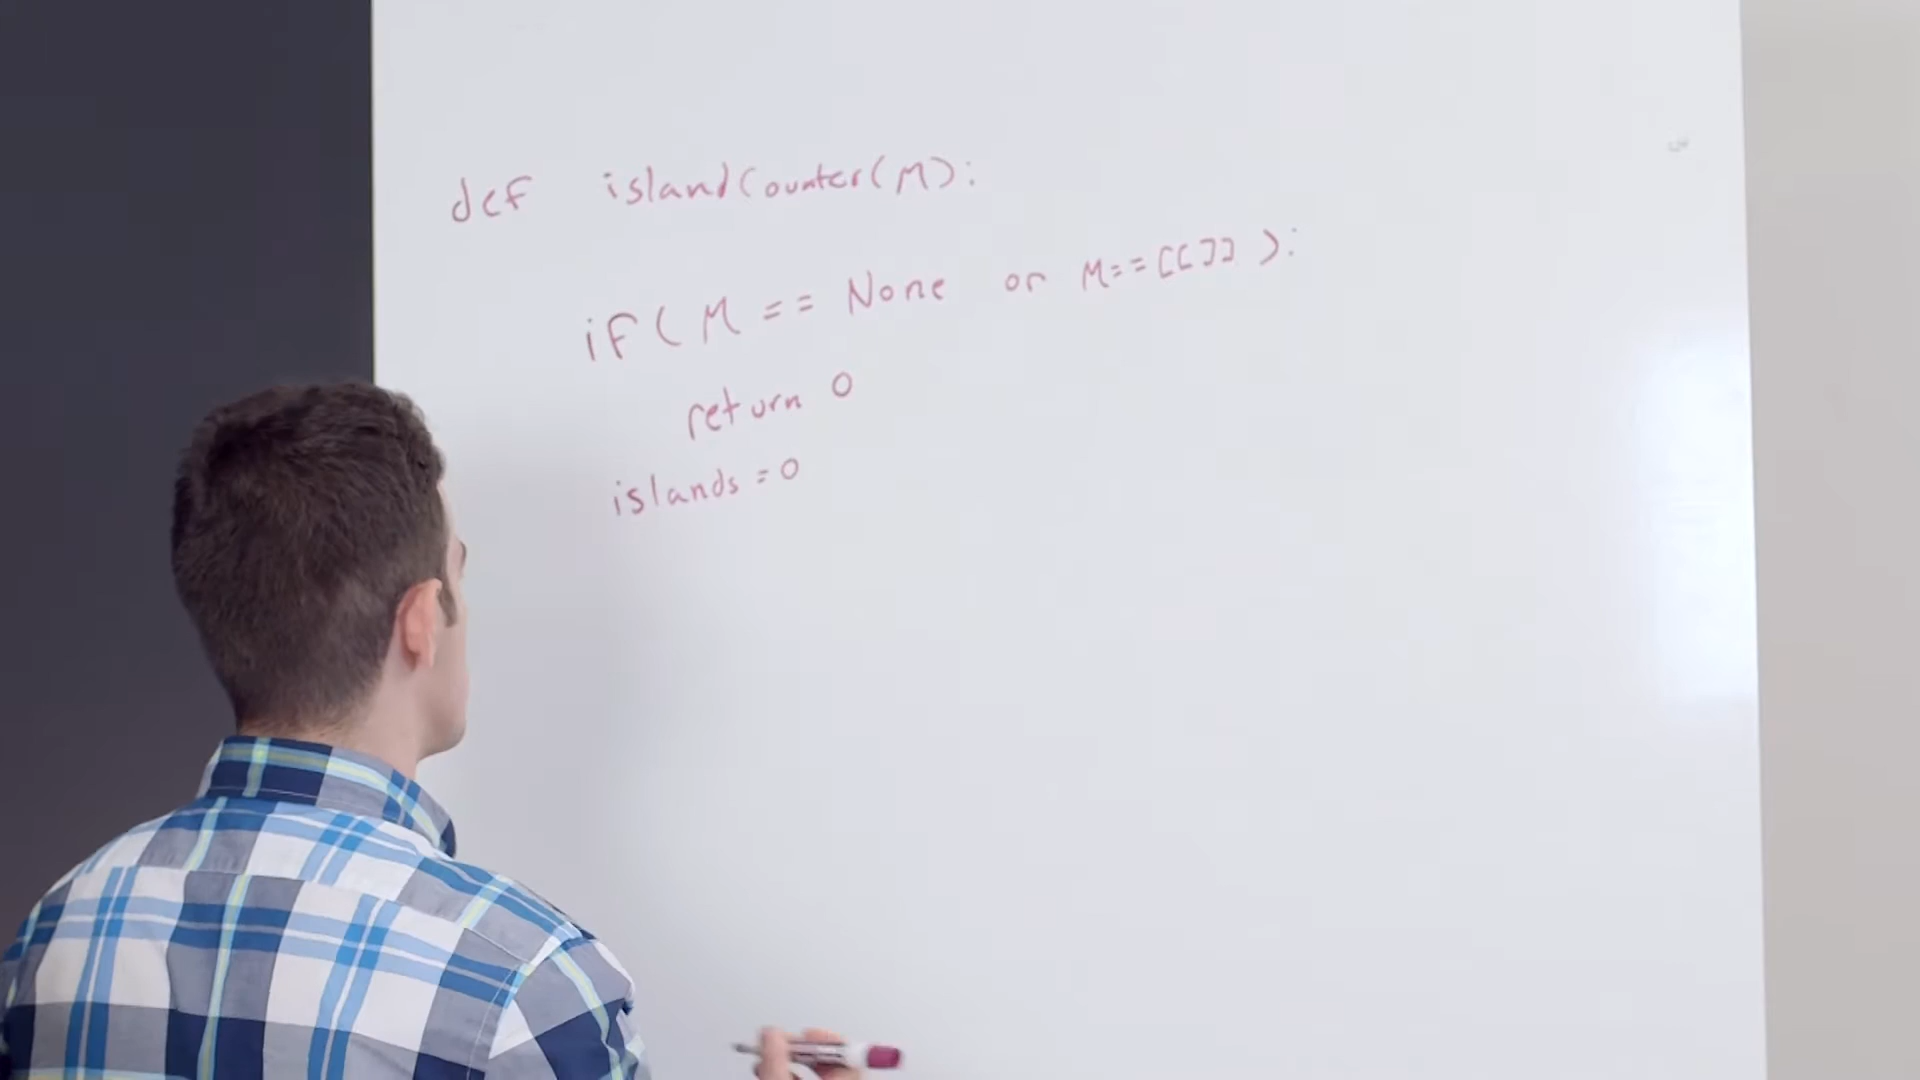 def islandCounter(M):
if(M == None or M==[[]]):
return 0
islands = 0